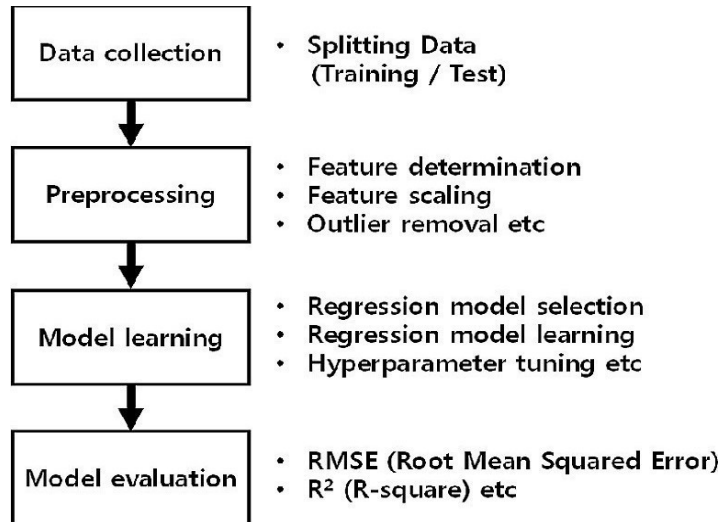 Data collection
• Splitting Data
(Training / Test)
Preprocessing
• Feature determination
• Feature scaling
• Outlier removal etc
Model learning
• Regression model selection
• Regression model learning
• Hyperparameter tuning etc
Model evaluation
• RMSE (Root Mean Squared Error)
• R² (R-square) etc